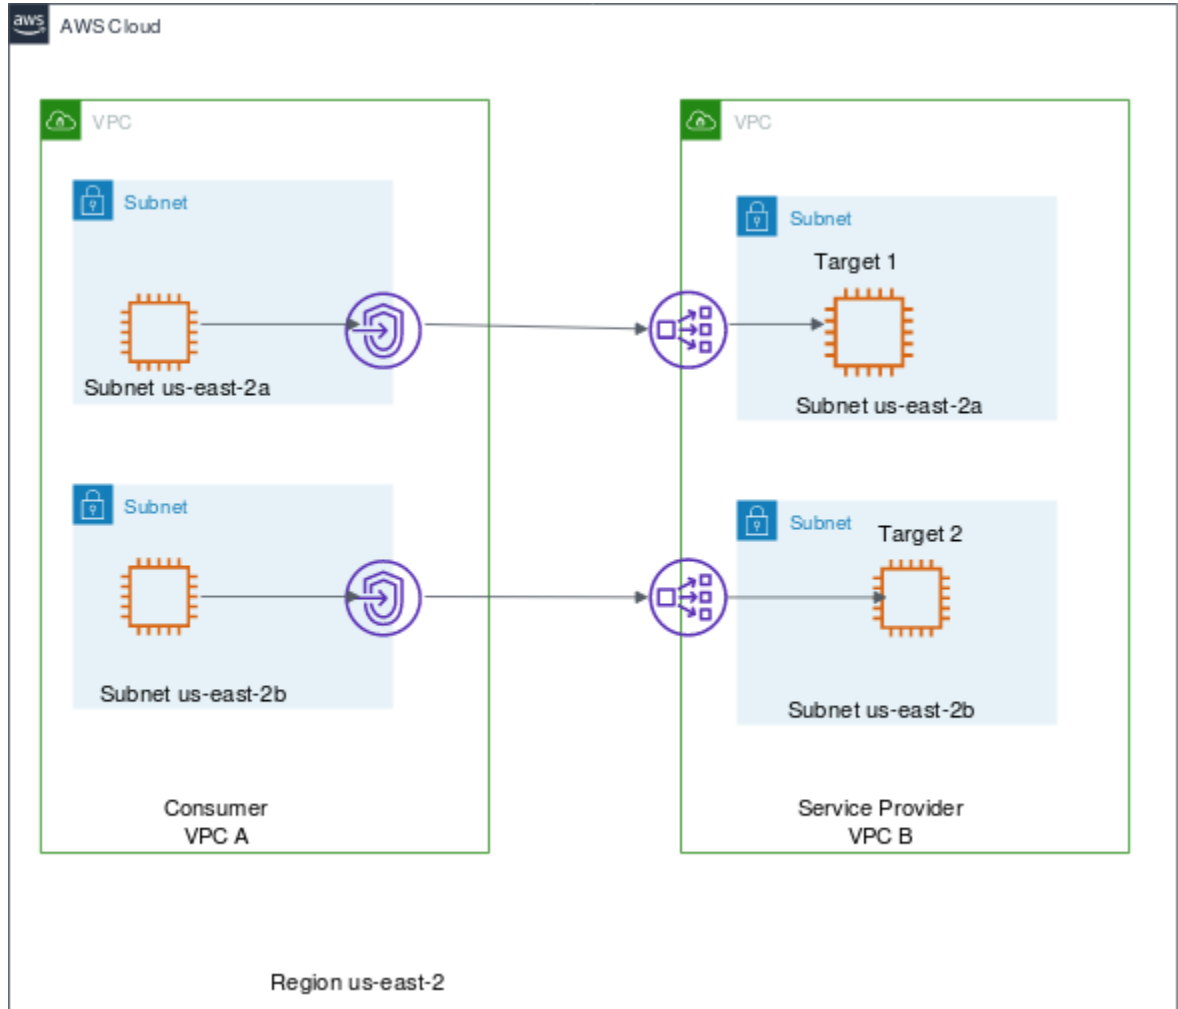 aws
AWS Cloud
VPC
Subnet
Subnet us-east-2a
Subnet
Subnet us-east-2b
Consumer
VPC A
VPC
Subnet
Target 1
Subnet us-east-2a
Subnet
Target 2
Subnet us-east-2b
Service Provider
VPC B
Region us-east-2